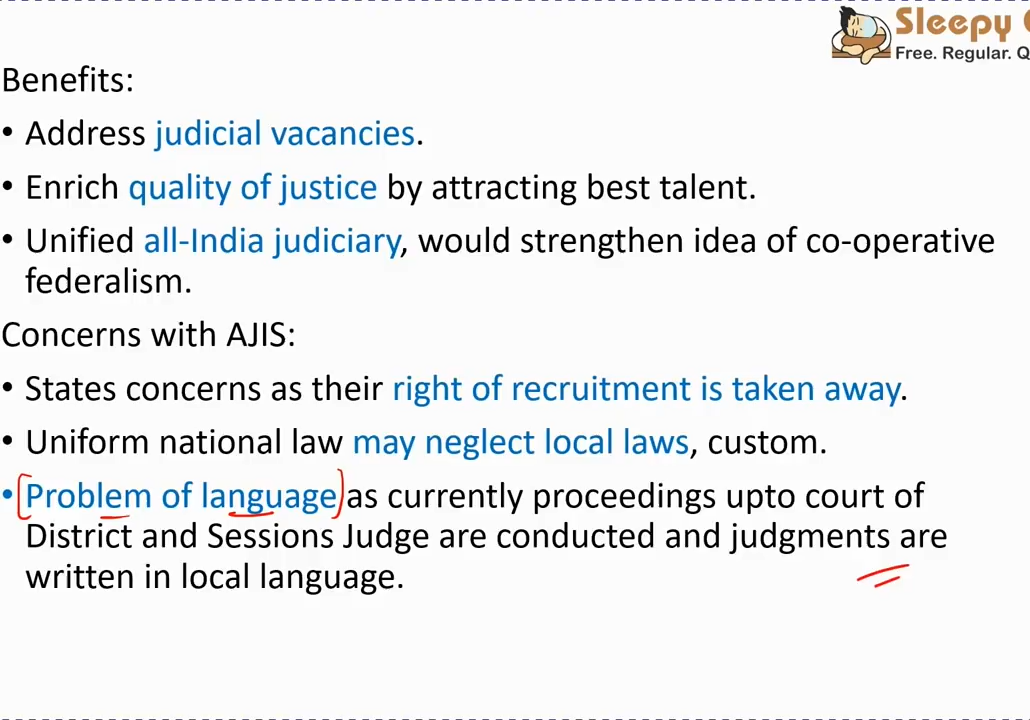 Sleepy
Free. Regular.
Benefits:
• Address judicial vacancies.
• Enrich quality of justice by attracting best talent.
• Unified all-India judiciary, would strengthen idea of co-operative
federalism.
Concerns with AJIS:
• States concerns as their right of recruitment is taken away.
• Uniform national law may neglect local laws, custom.
• Problem of language as currently proceedings upto court of
District and Sessions Judge are conducted and judgments are
written in local language.